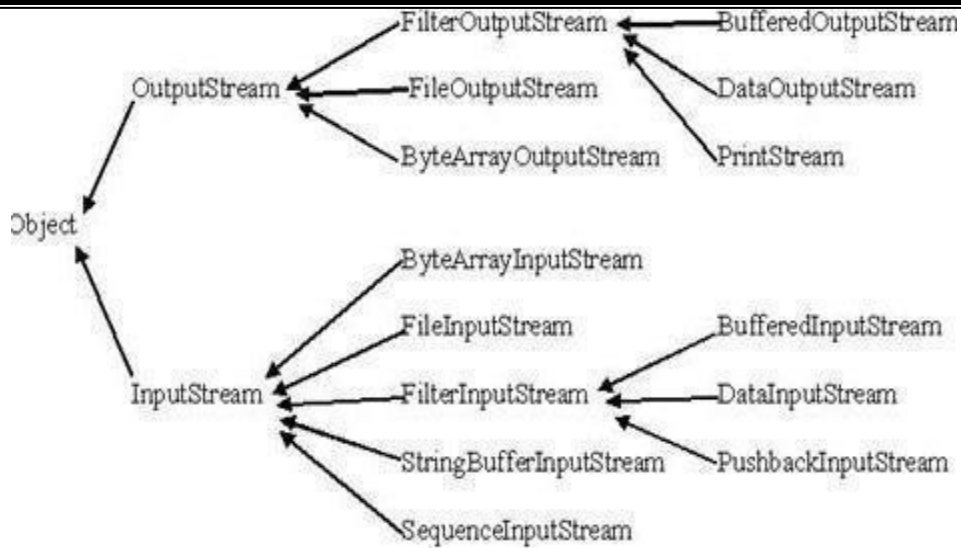 FilterOutputStream BufferedOutputStream
OutputStream FileOutputStream DataOutputStream
ByteArrayOutputStream PrintStream
Object
ByteArrayInputStream
FileInputStream BufferedInputStream
InputStream FilterInputStream DataInputStream
StringBufferInputStream PushbackInputStream
SequenceInputStream